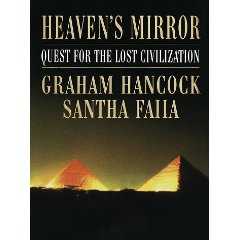 HEAVEN'S MIRROR
QUEST FOR THE LOST CIVILIZATION
GRAHAM HANCOCK
SANTHA FAIIA